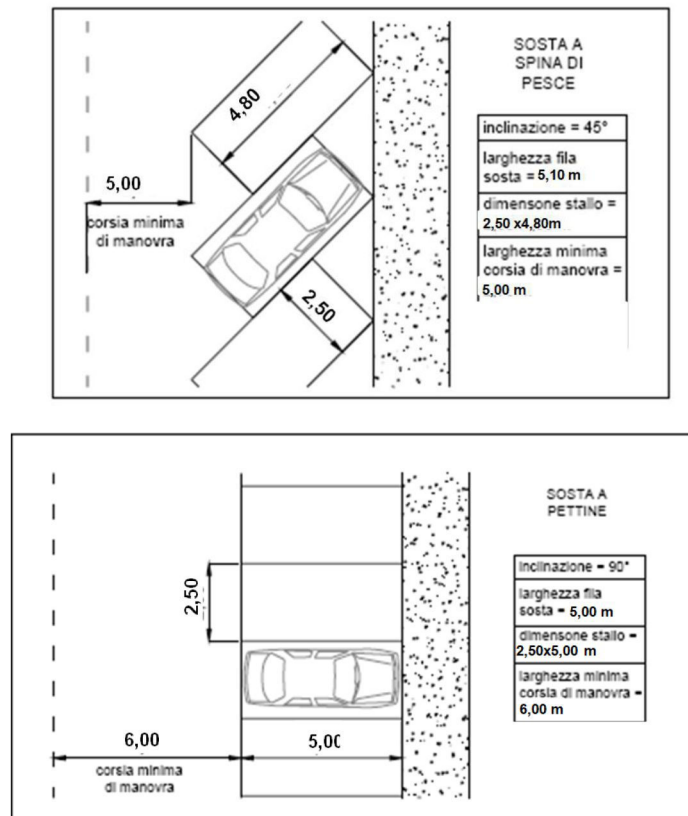 SOSTA A
SPINA DI
PESCE
4,80
5,00
corsia minima
di manovra
2,50
inclinazione = 45°
larghezza fila
sosta = 5,10 m
dimensone stallo =
2,50 x4,80m
larghezza minima
corsia di manovra =
5,00 m
SOSTA A
PETTINE
2,50
6,00
5,00
corsia minima
di manovra
inclinazione = 90°
larghezza fila
sosta = 5,00 m
dimensone stallo =
2,50x5,00 m
larghezza minima
corsia di manovra =
6,00 m